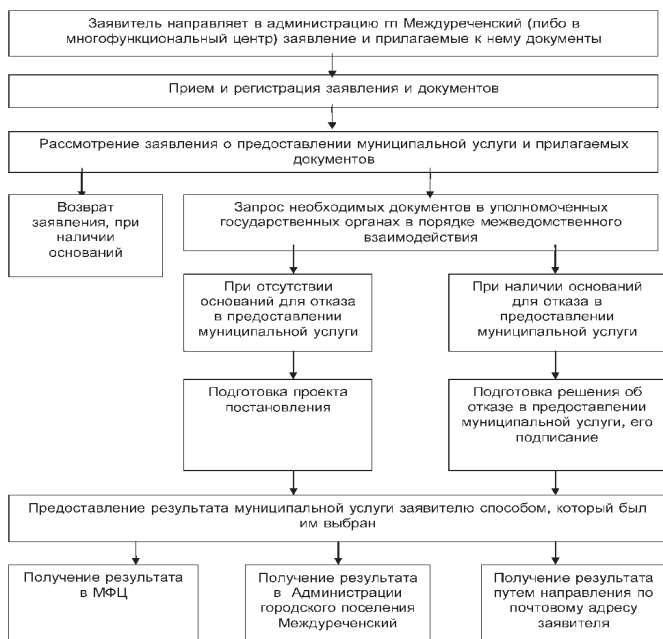 Заявитель направляет в администрацию гп Междуреченский (либо в
многофункциональный центр) заявление и прилагаемые к нему документы
Прием и регистрация заявления и документов
Рассмотрение заявления о предоставлении муниципальной услуги и прилагаемых
документов
Возврат
заявления, при
наличии
оснований
Запрос необходимых документов в уполномоченных
государственных органах в порядке межведомственного
взаимодействия
При отсутствии
оснований для отказа
в предоставлении
муниципальной услуги
При наличии оснований
для отказа в
предоставлении
муниципальной услуги
Подготовка проекта
постановления
Подготовка решения об
отказе в предоставлении
муниципальной услуги, его
подписание
Предоставление результата муниципальной услуги заявителю способом, который был
им выбран
Получение результата
в МФЦ
Получение результата
в Администрации
городского поселения
Междуреченский
Получение результата
путем направления по
почтовому адресу
заявителя